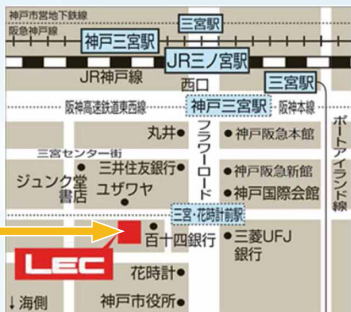 神戸市営地下鉄線
三宮駅
阪急神戸線
神戸三宮駅
JR三ノ宮駅
JR神戸線
西口
三宮駅
阪神高速鉄道東西線
神戸三宮駅
阪神本線
丸井
フラワーロード
神戸阪急本館
ポートアイランド線
三宮センター街
三井住友銀行
神戸阪急新館
ジュンク堂
書店
ユザワヤ
神戸国際会館
三宮・花時計前駅
百十四銀行
三菱UFJ
銀行
LEC
花時計
↓海側
神戸市役所